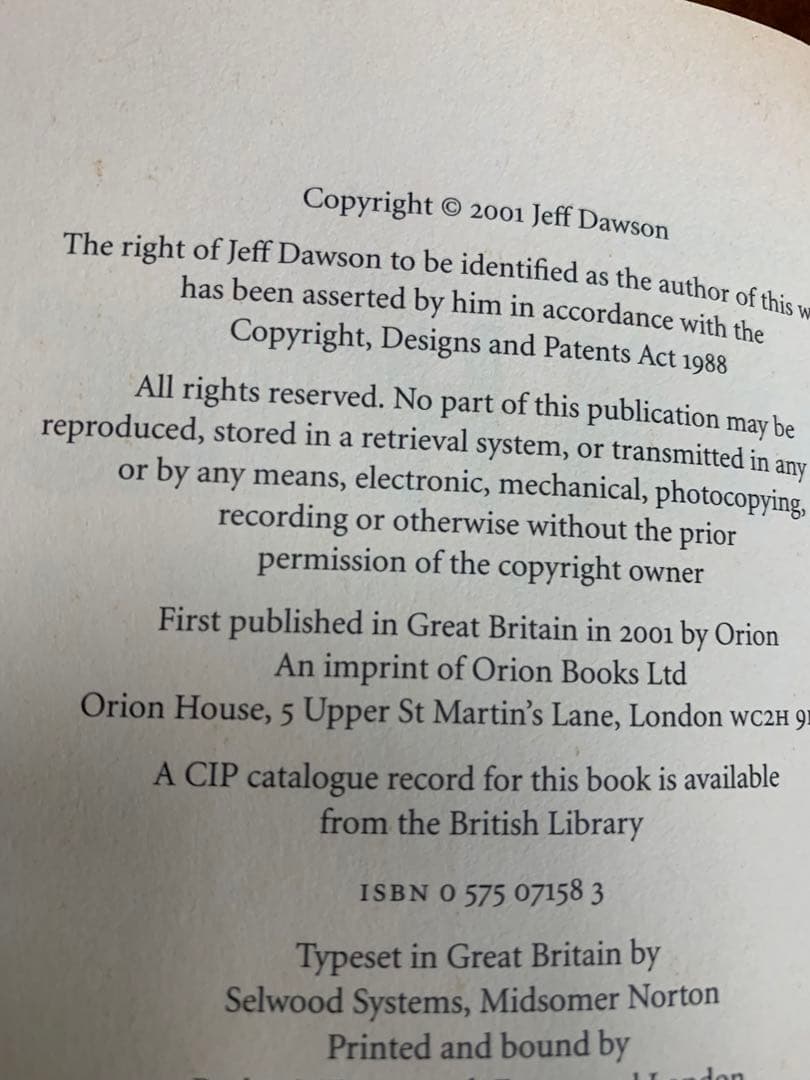 Copyright © 2001 Jeff Dawson
The right of Jeff Dawson to be identified as the author of this w
has been asserted by him in accordance with the
Copyright, Designs and Patents Act 1988
All rights reserved. No part of this publication may be
reproduced, stored in a retrieval system, or transmitted in any
or by any means, electronic, mechanical, photocopying,
recording or otherwise without the prior
permission of the copyright owner
First published in Great Britain in 2001 by Orion
An imprint of Orion Books Ltd
Orion House, 5 Upper St Martin's Lane, London WC2H 9
A CIP catalogue record for this book is available
from the British Library
ISBN 0 575 07158 3
Typeset in Great Britain by
Selwood Systems, Midsomer Norton
Printed and bound by